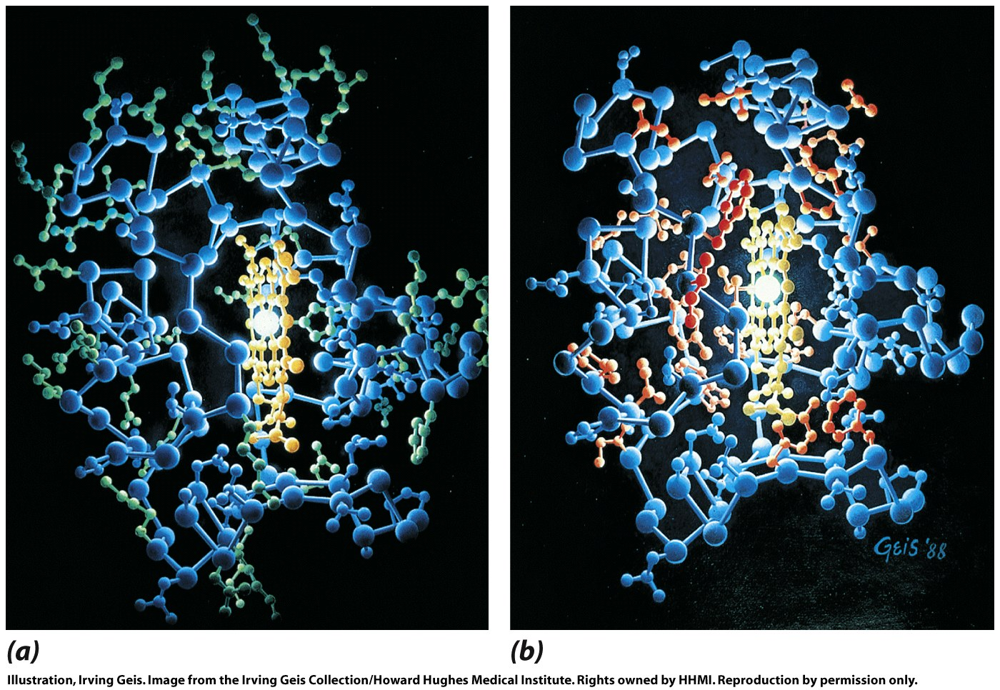 GEIS '88
(a)
(b)
Illustration, Irving Geis. Image from the Irving Geis Collection/Howard Hughes Medical Institute. Rights owned by HHMI. Reproduction by permission only.